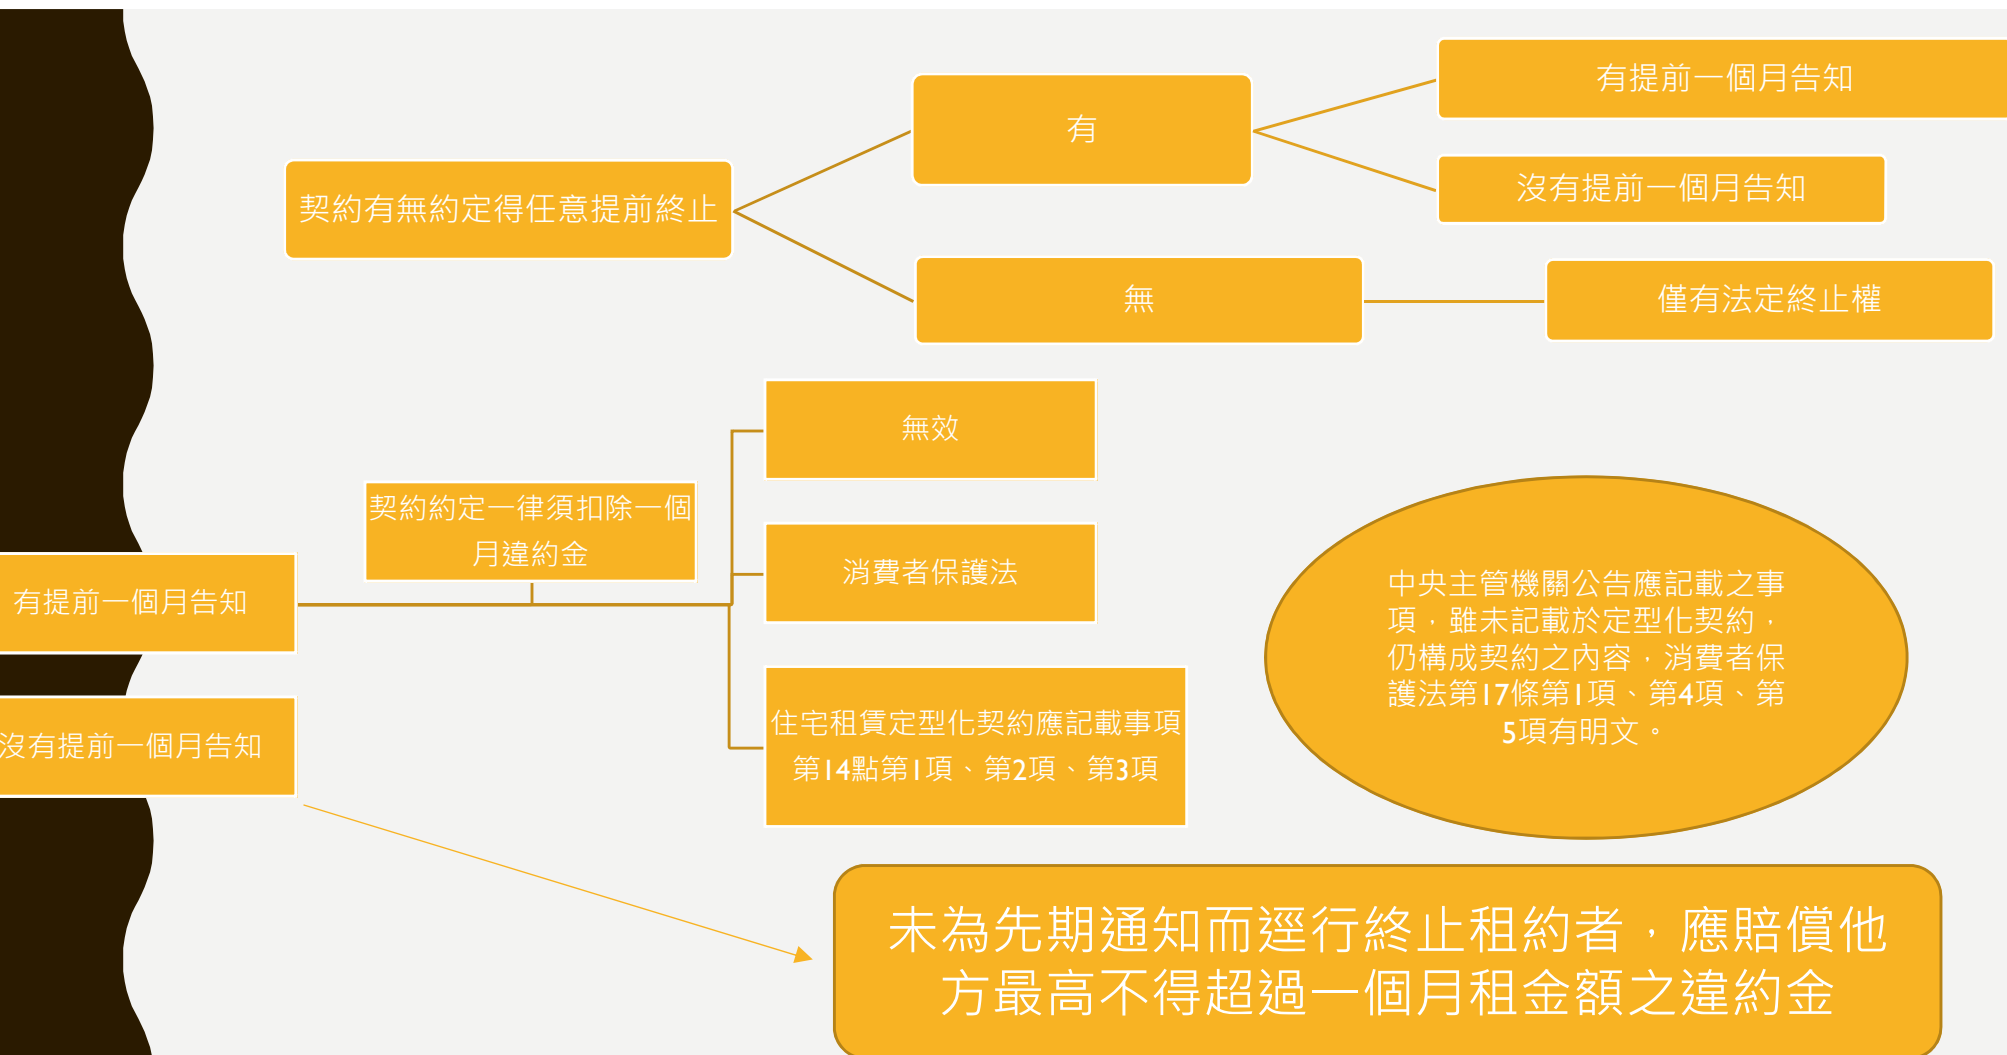 有提前一個月告知
有
沒有提前一個月告知
契約有無約定得任意提前終止
無
僅有法定終止權
無效
契約約定一律須扣除一個
月違約金
消費者保護法
有提前一個月告知
住宅租賃定型化契約應記載事項
第14點第1項、第2項、第3項
沒有提前一個月告知
中央主管機關公告應記載之事
項，雖未記載於定型化契約，
仍構成契約之內容，消費者保
護法第17條第1項、第4項、第
5項有明文。
未為先期通知而逕行終止租約者，應賠償他
方最高不得超過一個月租金額之違約金